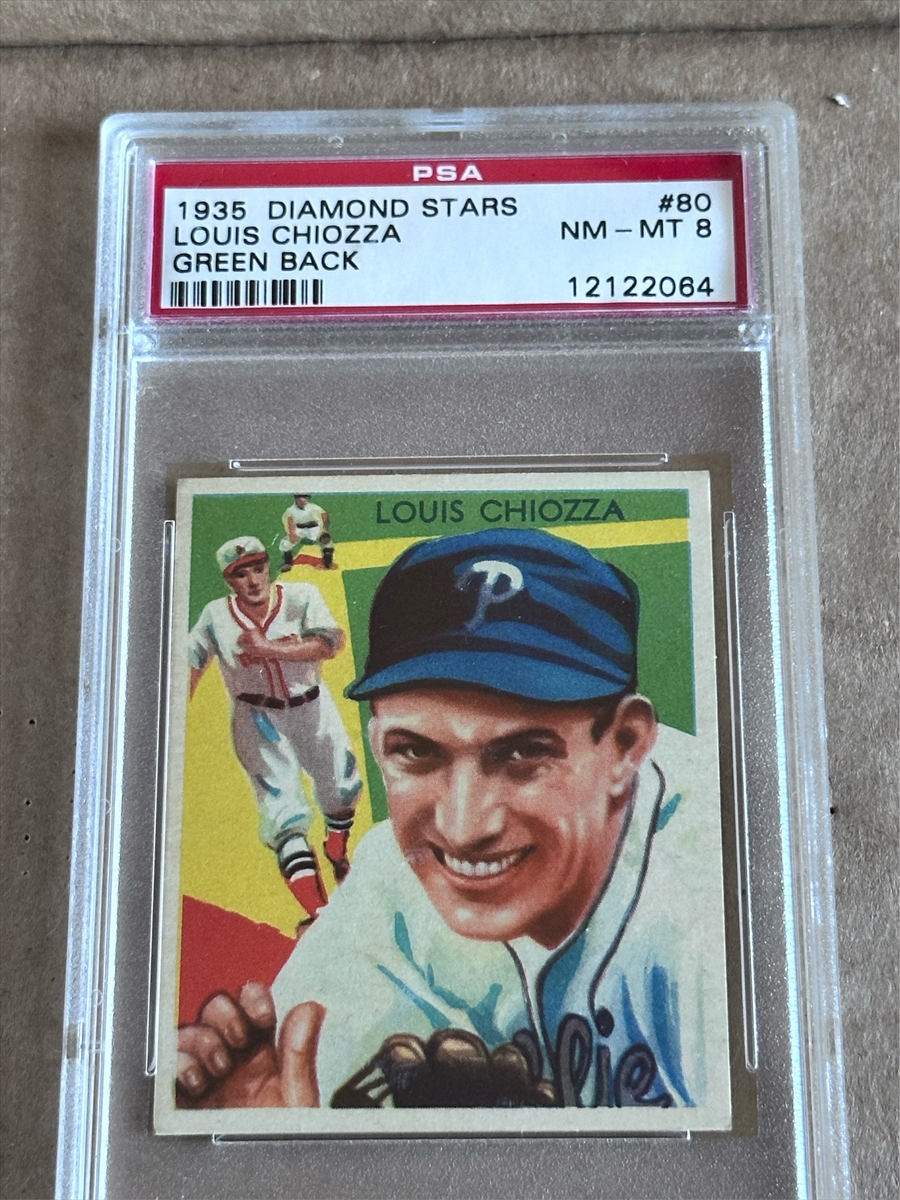 PSA
1935 DIAMOND STARS #80
LOUIS CHIOZZA NM - MT 8
GREEN BACK
12122064
LOUIS CHIOZZA
P
llie